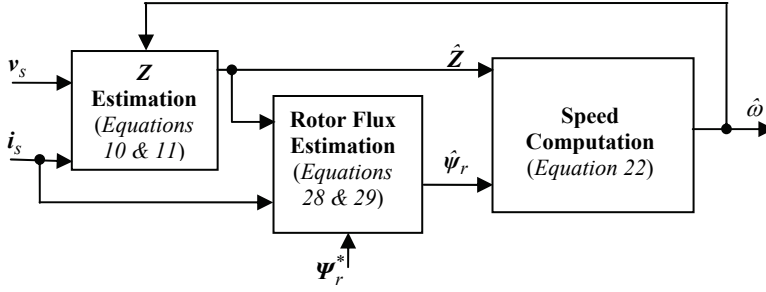 v_s
i_s
Z
Estimation
(Equations
10 & 11)
Ẑ
Rotor Flux
Estimation
(Equations
28 & 29)
Ψ_r^*
ψ̂_r
Speed
Computation
(Equation 22)
ω̂